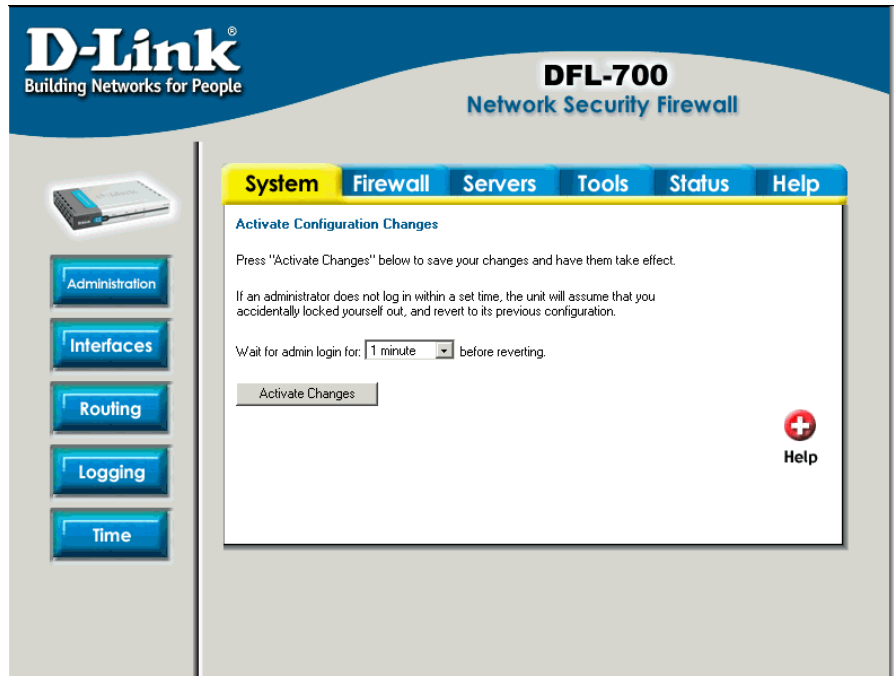 D-Link®
Building Networks for People
DFL-700
Network Security Firewall
System Firewall Servers Tools Status Help
Administration
Interfaces
Routing
Logging
Time
Activate Configuration Changes
Press "Activate Changes" below to save your changes and have them take effect.
If an administrator does not log in within a set time, the unit will assume that you
accidentally locked yourself out, and revert to its previous configuration.
Wait for admin login for: 1 minute before reverting.
Activate Changes
Help